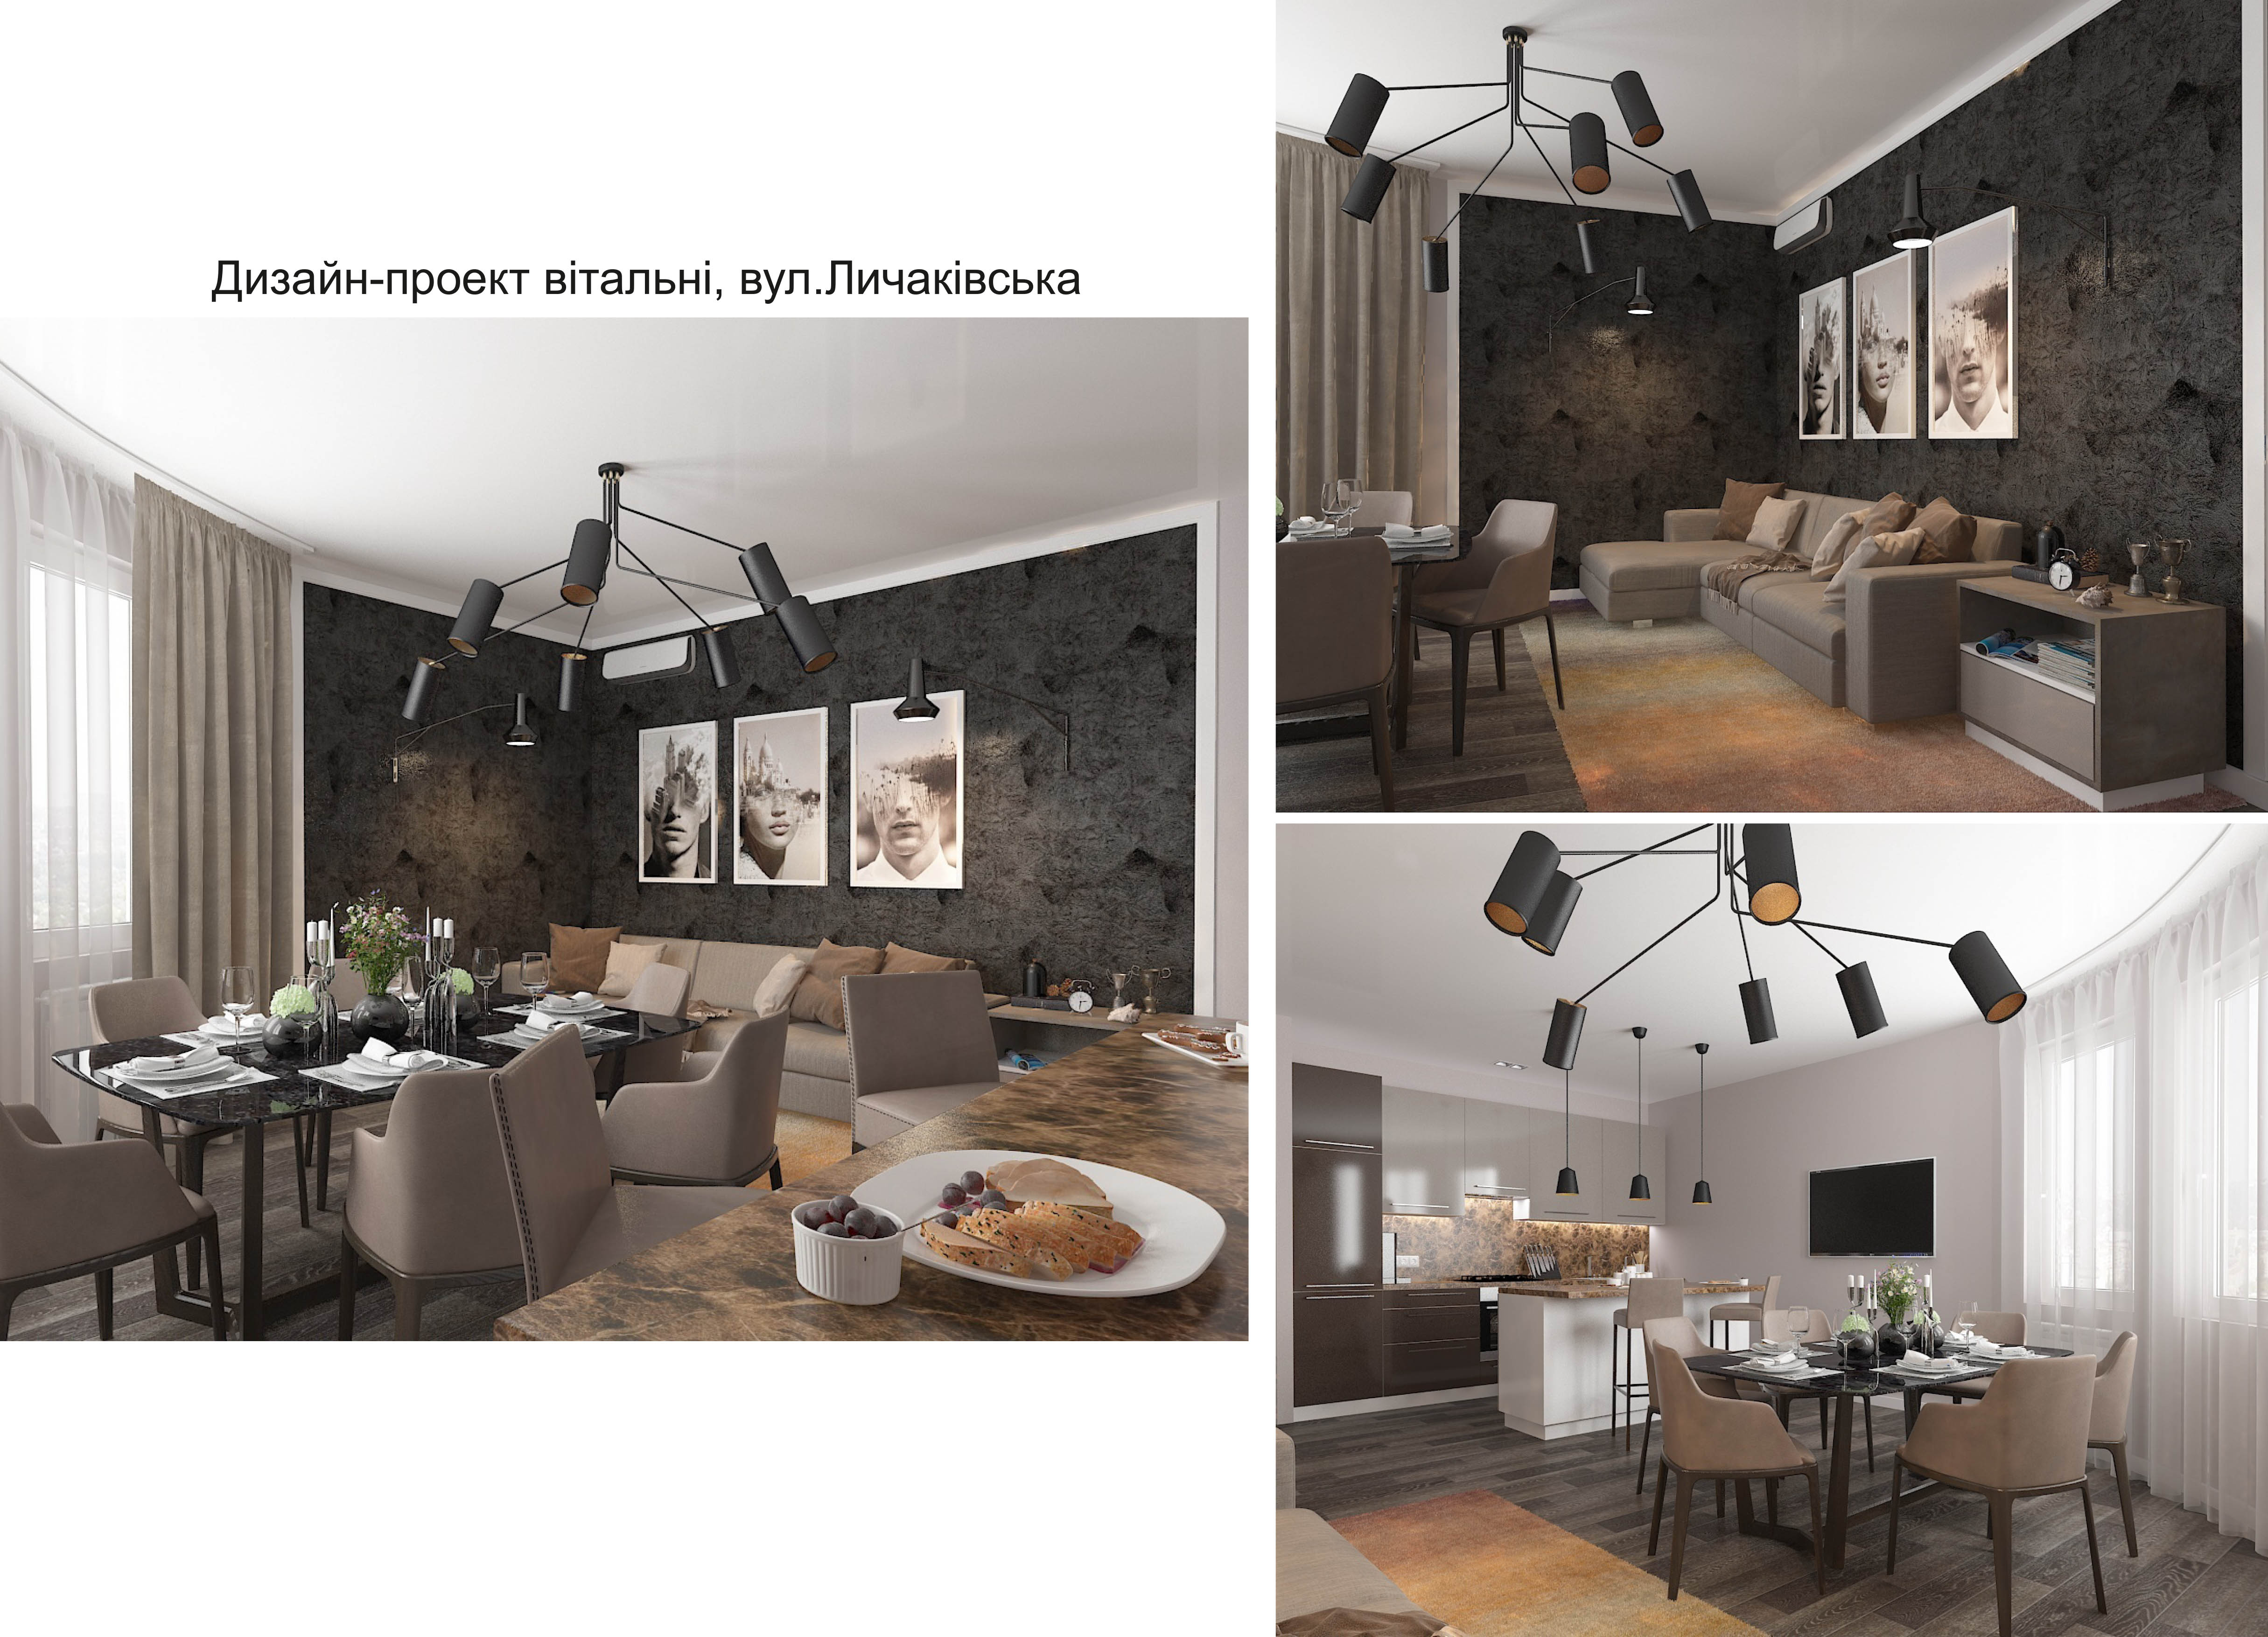 Дизайн-проект вітальні, вул.Личаківська